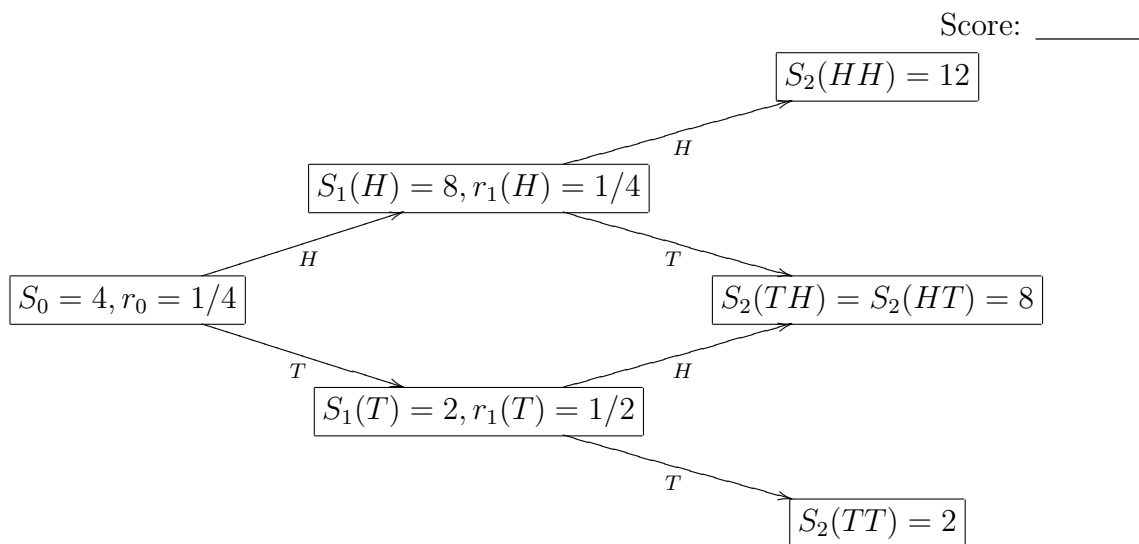 Score:
S₂(HH) = 12
H
S₁(H) = 8, r₁(H) = 1/4
H
T
S₀ = 4, r₀ = 1/4
S₂(TH) = S₂(HT) = 8
T
H
S₁(T) = 2, r₁(T) = 1/2
T
S₂(TT) = 2